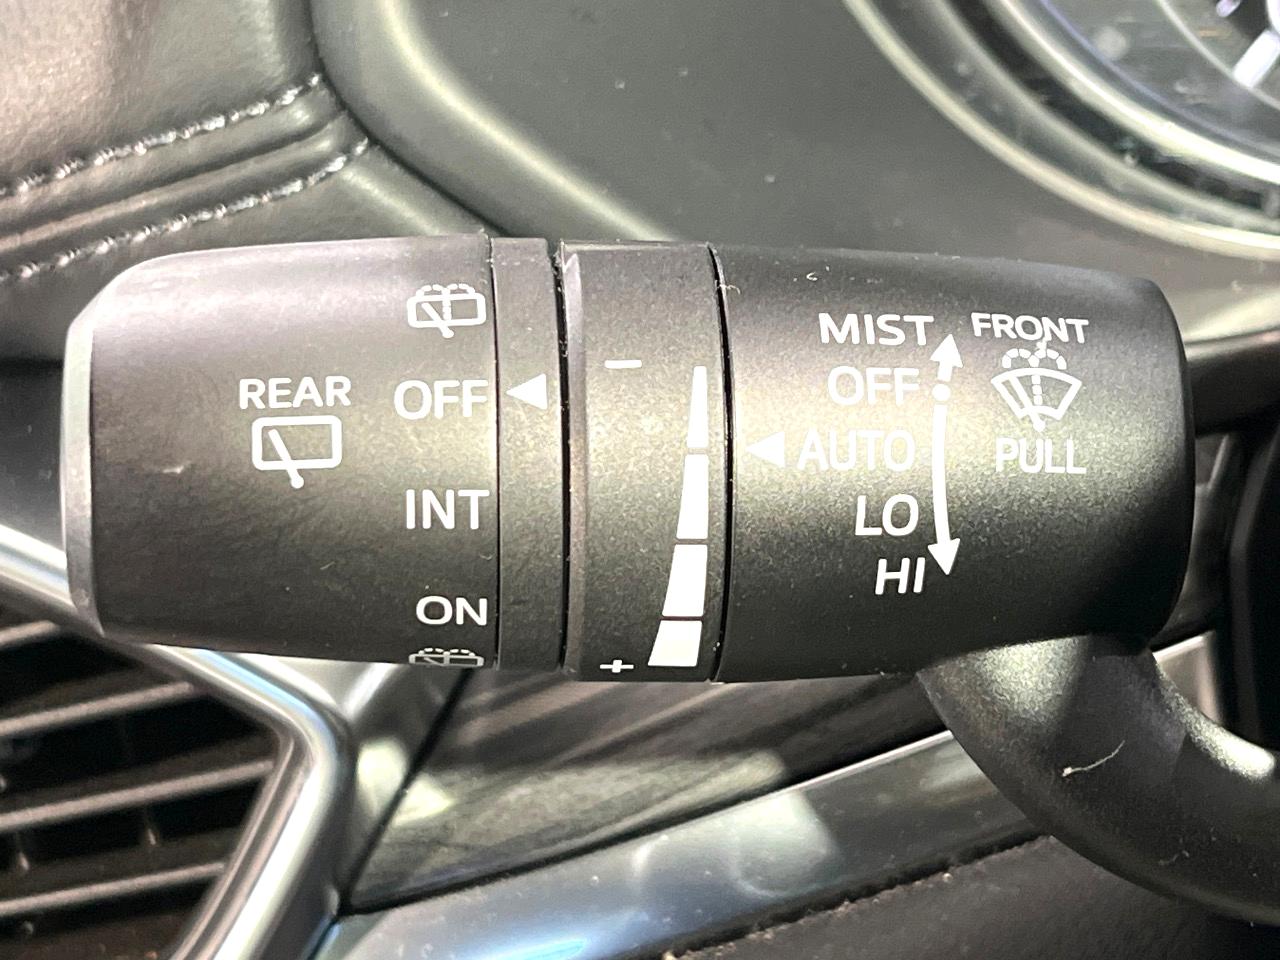 REAR
OFF
INT
ON
−
+
MIST
OFF
AUTO
LO
HI
FRONT
PULL